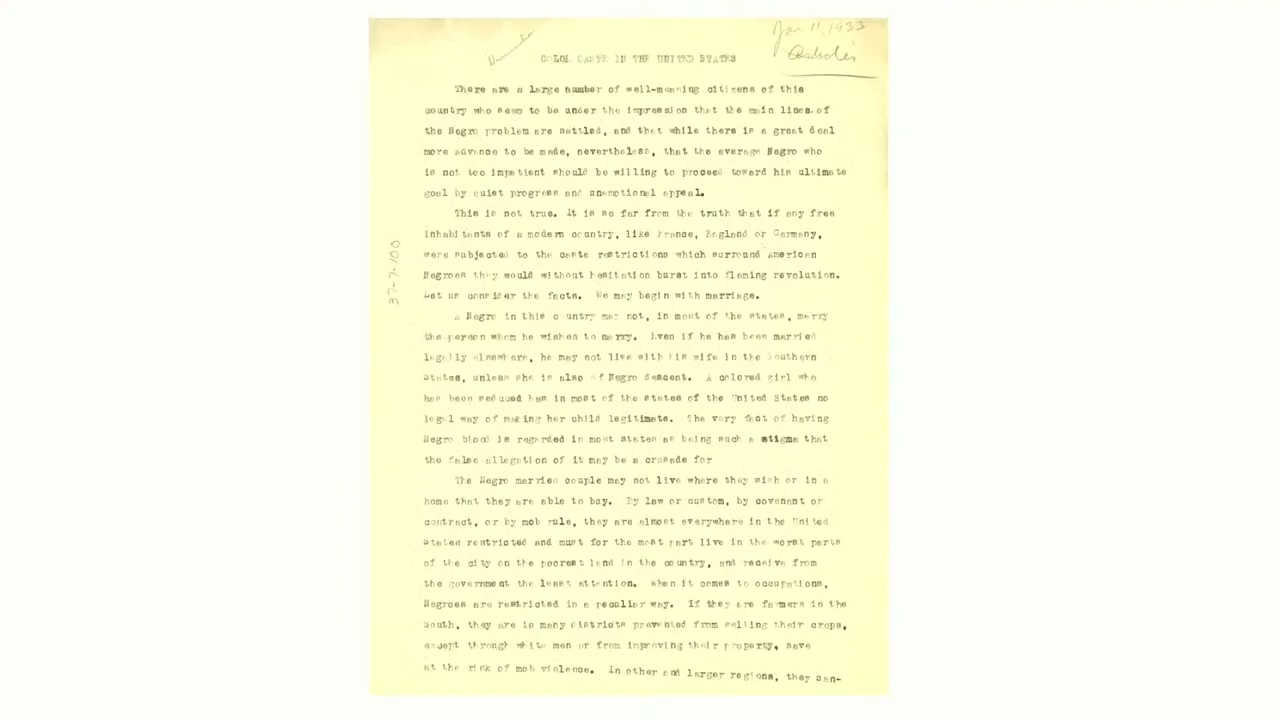 Jan 11, 1933
COLOR CASTE IN THE UNITED STATES
There are a large number of well-meaning citizens of this
country who seem to be under the impression that the main lines of
the Negro problem are settled, and that while there is a great deal
more advance to be made, nevertheless, that the average Negro who
is not too impatient should be willing to proceed toward his ultimate
goal by quiet progress and unemotional appeal.
This is not true. It is so far from the truth that if any free
inhabitants of a modern country, like France, England or Germany,
were subjected to the caste restrictions which surround American
Negroes they would without hesitation burst into flaming revolution.
Let us consider the facts. We may begin with marriage.
A Negro in this country may not, in most of the states, marry
the person whom he wishes to marry. Even if he has been married
legally elsewhere, he may not live with his wife in the Southern
States, unless she is also of Negro descent. A colored girl who
has been seduced has in most of the states of the United States no
legal way of making her child legitimate. The very fact of having
Negro blood is regarded in most states as being such a stigma that
the false allegation of it may be a crusade for
The Negro married couple may not live where they wish or in a
home that they are able to buy. By law or custom, by covenant or
contract, or by mob rule, they are almost everywhere in the United
States restricted and must for the most part live in the worst parts
of the city on the poorest land in the country, and receive from
the government the least attention. When it comes to occupations,
Negroes are restricted in a peculiar way. If they are farmers in the
South, they are in many districts prevented from selling their crops,
except through white men or from improving their property, save
at the risk of mob violence. In other and larger regions, they can-
37-7-100